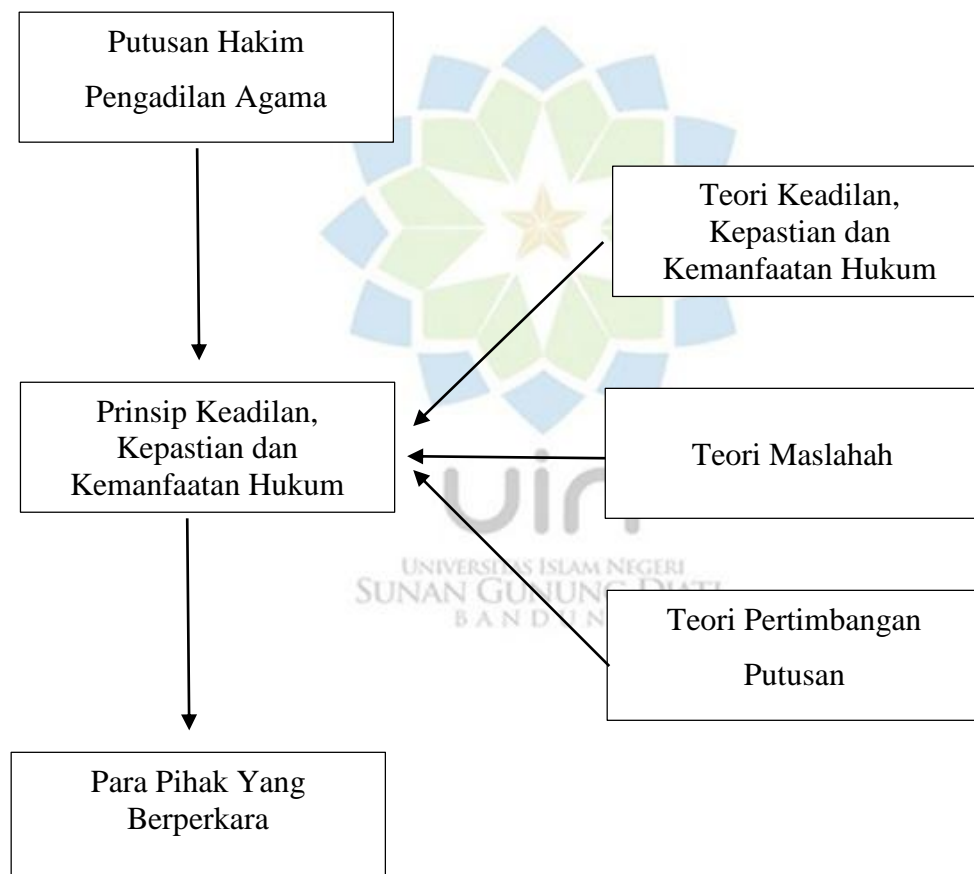 Putusan Hakim
Pengadilan Agama
Teori Keadilan,
Kepastian dan
Kemanfaatan Hukum
Prinsip Keadilan,
Kepastian dan
Kemanfaatan Hukum
Teori Maslahah
uin
UNIVERSITAS ISLAM NEGERI
SUNAN GUNUNG DJATI
BANDUNG
Teori Pertimbangan
Putusan
Para Pihak Yang
Berperkara